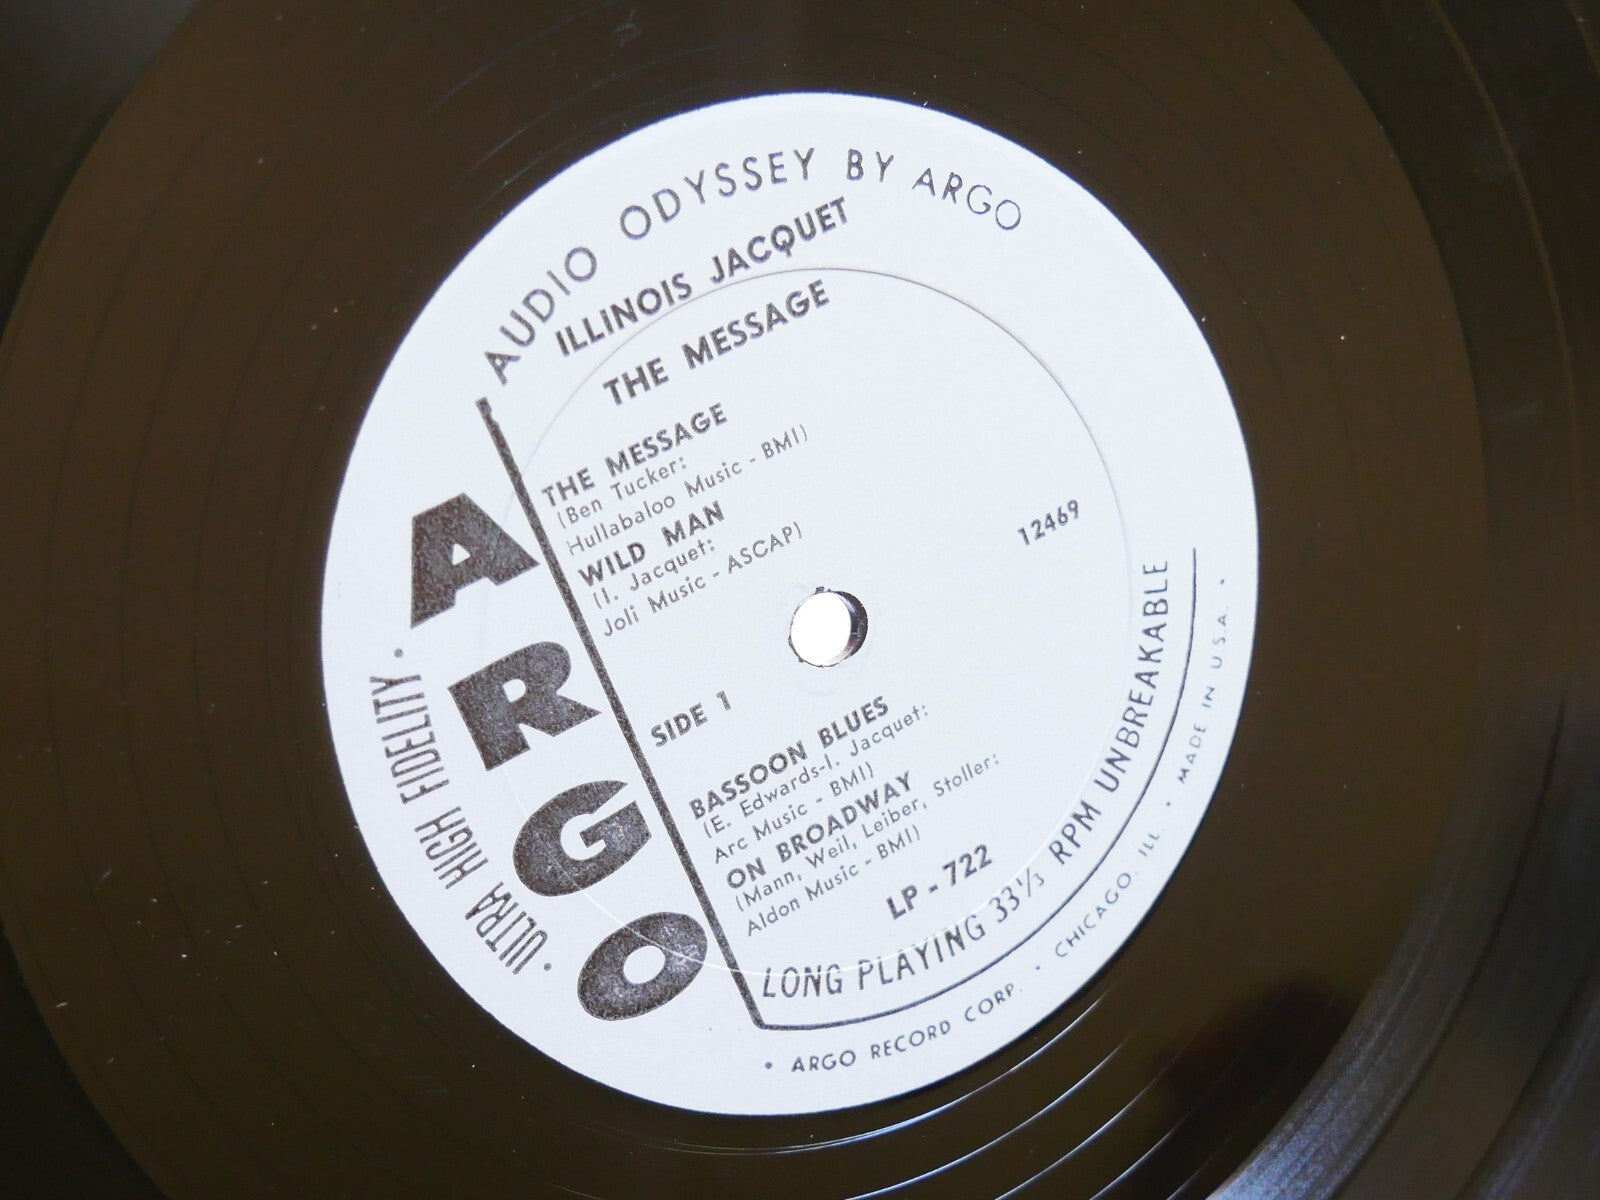 AUDIO ODYSSEY BY ARGO
ILLINOIS JACQUET
THE MESSAGE
THE MESSAGE
(Ben Tucker:
Hullabaloo Music - BMI)
WILD MAN
(I. Jacquet:
Joli Music - ASCAP)
12469
SIDE 1
BASSOON BLUES
(E. Edwards-I. Jacquet:
Arc Music - BMI)
ON BROADWAY
(Mann, Weil, Leiber, Stoller:
Aldon Music - BMI)
LP - 722
LONG PLAYING 33 1/3 RPM UNBREAKABLE
ARGO
• ULTRA HIGH FIDELITY •
• ARGO RECORD CORP. • CHICAGO, ILL. • MADE IN U.S.A. •